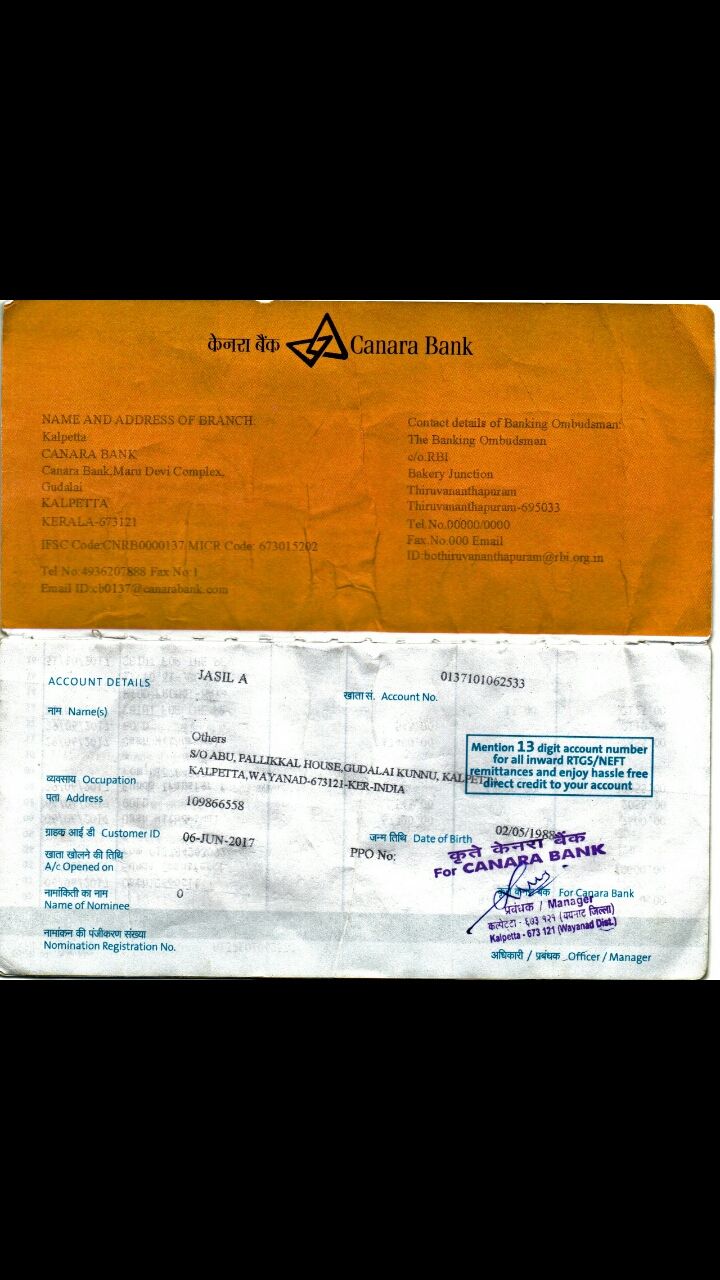 केनरा बैंक Canara Bank
NAME AND ADDRESS OF BRANCH:
Kalpetta
CANARA BANK
Canara Bank,Maru Devi Complex,
Gudalai
KALPETTA
KERALA-673121
IFSC Code:CNRB0000137/MICR Code: 673015202
Tel No:4936207888 Fax No:1
Email ID:cb0137@canarabank.com
Contact details of Banking Ombudsman:
The Banking Ombudsman
c/o.RBI
Bakery Junction
Thiruvananthapuram
Thiruvananthapuram-695033
Tel.No.00000/0000
Fax.No.000 Email
ID:bothiruvananthapuram@rbi.org.in
ACCOUNT DETAILS
JASIL A
0137101062533
खाता सं. Account No.
नाम Name(s)
Others
S/O ABU, PALLIKKAL HOUSE,GUDALAI KUNNU, KALPETTA
KALPETTA,WAYANAD-673121-KER-INDIA
Mention 13 digit account number
for all inward RTGS/NEFT
remittances and enjoy hassle free
direct credit to your account
व्यवसाय Occupation
पता Address
109866558
ग्राहक आई डी Customer ID
06-JUN-2017
जन्म तिथि Date of Birth
02/05/1988
खाता खोलने की तिथि
A/c Opened on
PPO No:
कृते केनरा बैंक
For CANARA BANK
नामांकिती का नाम
Name of Nominee
0
कृते केनरा बैंक For Canara Bank
प्रबंधक / Manager
कल्पेट्टा - ६७३ १२१ (वयनाट जिल्ला)
Kalpetta - 673 121 (Wayanad Dist.)
नामांकन की पंजीकरण संख्या
Nomination Registration No.
अधिकारी / प्रबंधक Officer / Manager